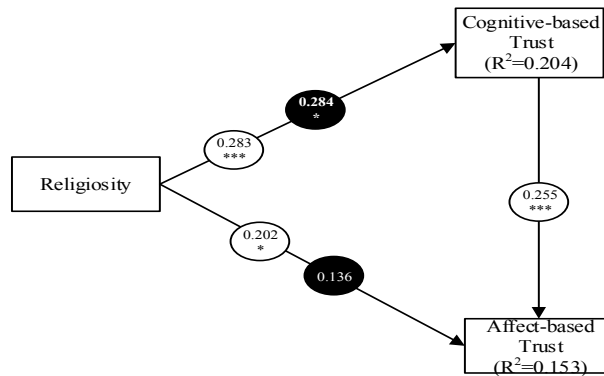 Cognitive-based
Trust
(R²=0.204)
0.284
*
0.283
***
Religiosity
0.255
***
0.202
*
0.136
Affect-based
Trust
(R²=0.153)